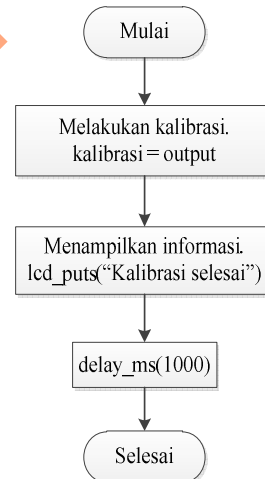 Mulai
Melakukan kalibrasi.
kalibrasi = output
Menampilkan informasi.
lcd_puts(“Kalibrasi selesai”)
delay_ms(1000)
Selesai